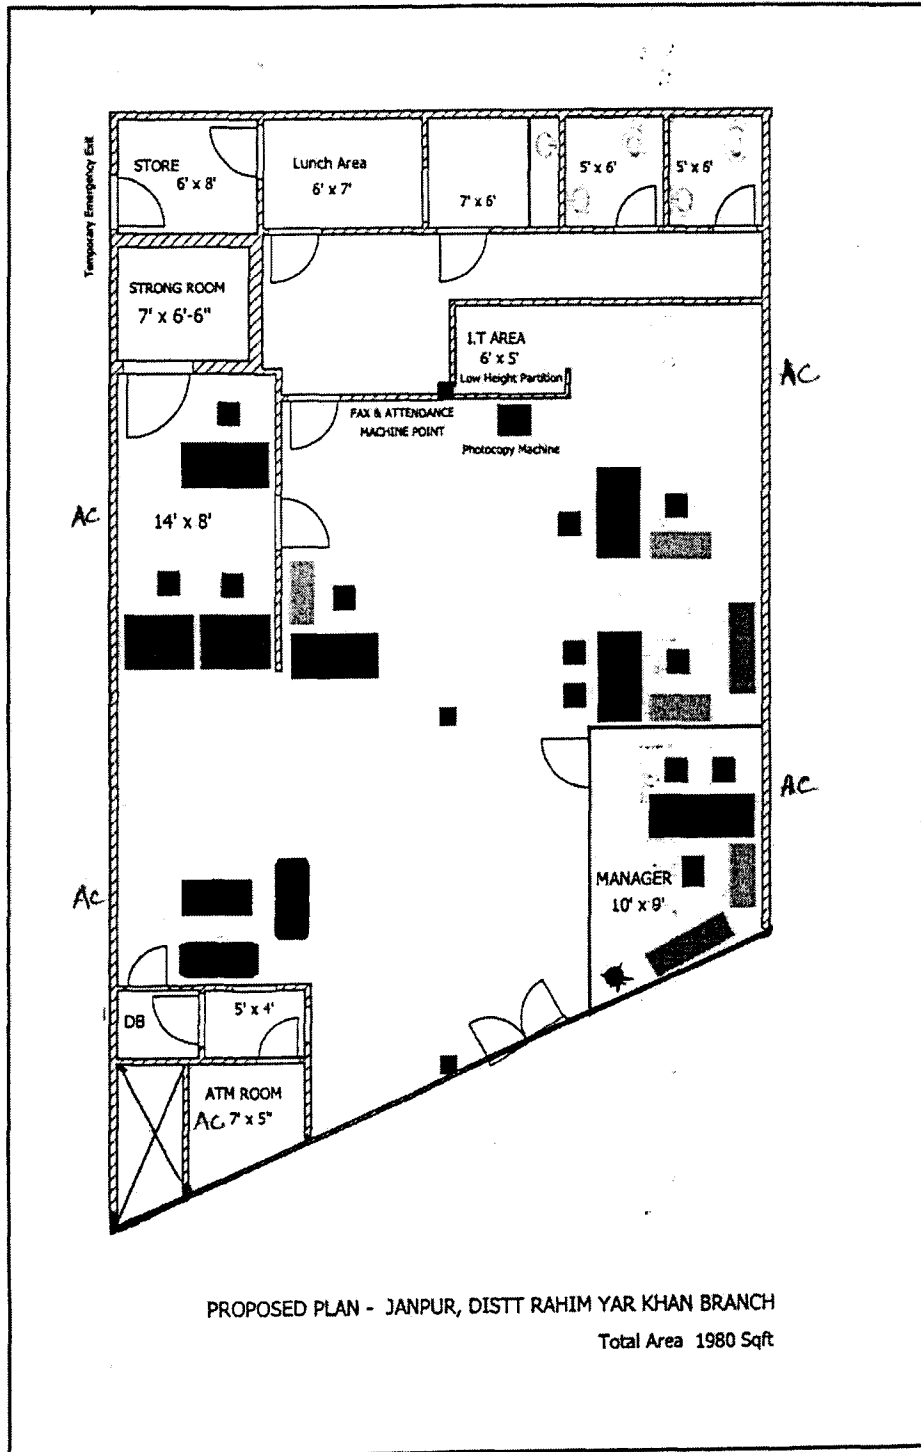 Temporary Emergency Exit
STORE
6' x 8'
Lunch Area
6' x 7'
7' x 6'
5' x 6'
5' x 6'
STRONG ROOM
7' x 6'-6"
I.T AREA
6' x 5'
Low Height Partition
AC
FAX & ATTENDANCE
MACHINE POINT
Photocopy Machine
AC
14' x 8'
AC
AC
MANAGER
10' x 9'
DB
5' x 4'
ATM ROOM
AC 7' x 5"
PROPOSED PLAN - JANPUR, DISTT RAHIM YAR KHAN BRANCH
Total Area 1980 Sqft